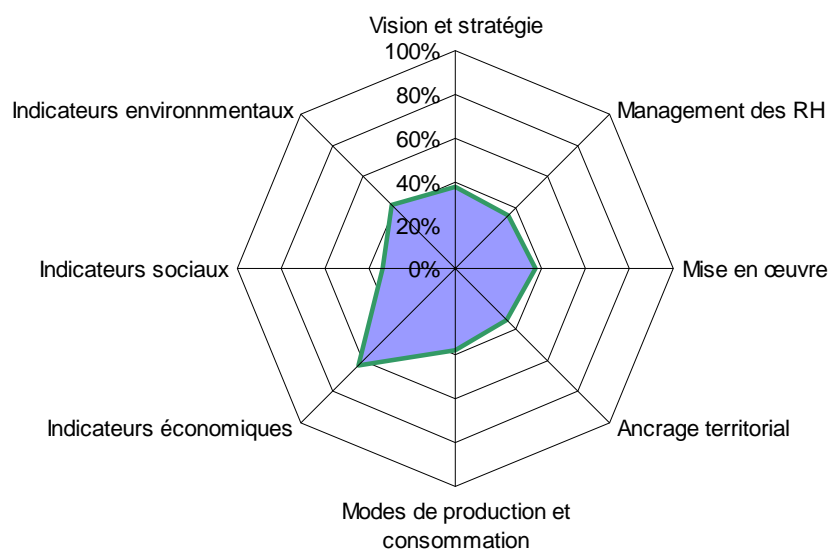 Vision et stratégie
100%
80%
60%
40%
20%
0%
Indicateurs environnmentaux
Management des RH
Indicateurs sociaux
Mise en œuvre
Indicateurs économiques
Ancrage territorial
Modes de production et
consommation